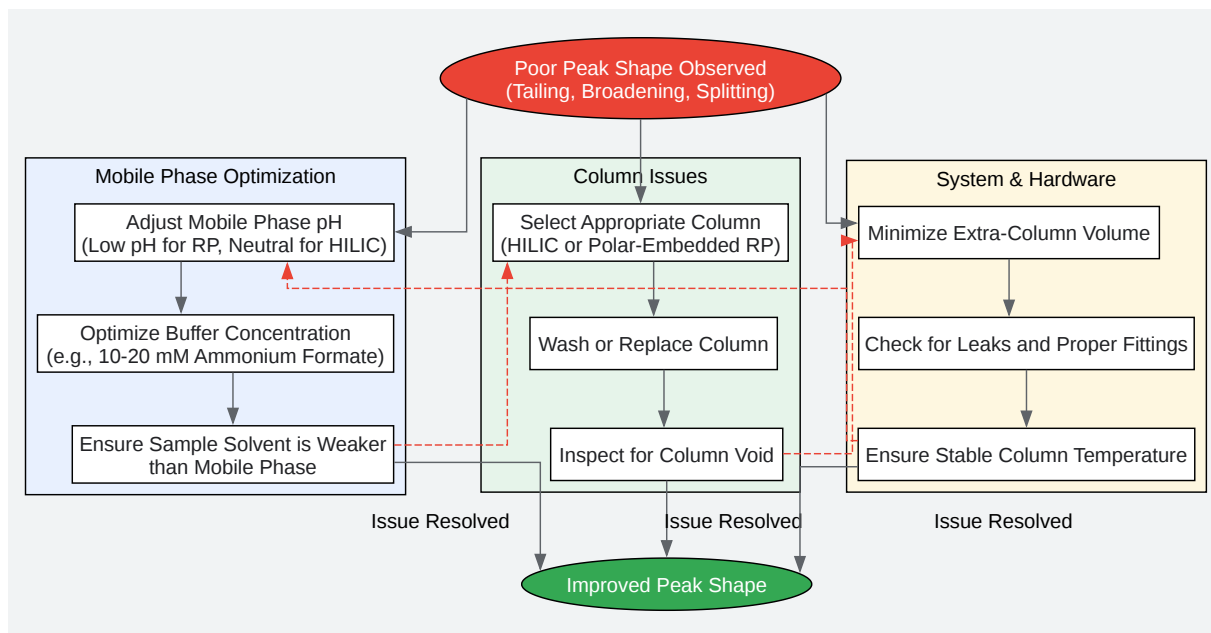 Poor Peak Shape Observed
(Tailing, Broadening, Splitting)
Mobile Phase Optimization
Adjust Mobile Phase pH
(Low pH for RP, Neutral for HILIC)
Optimize Buffer Concentration
(e.g., 10-20 mM Ammonium Formate)
Ensure Sample Solvent is Weaker
than Mobile Phase
Column Issues
Select Appropriate Column
(HILIC or Polar-Embedded RP)
Wash or Replace Column
Inspect for Column Void
System & Hardware
Minimize Extra-Column Volume
Check for Leaks and Proper Fittings
Ensure Stable Column Temperature
Issue Resolved
Issue Resolved
Issue Resolved
Improved Peak Shape